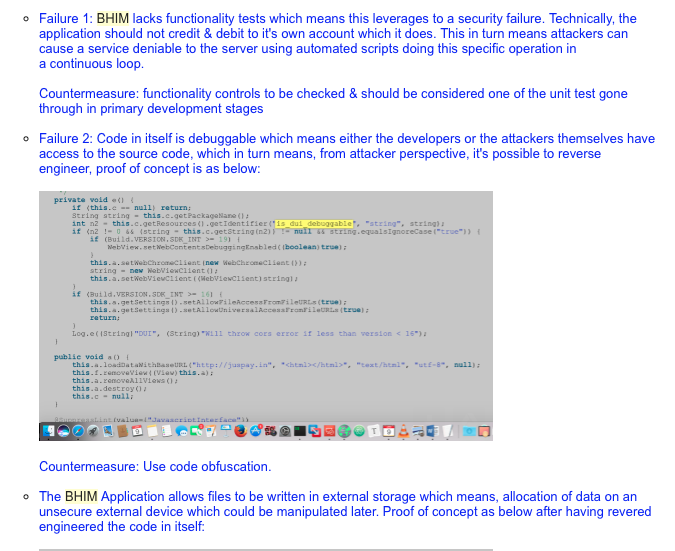 Failure 1: BHIM lacks functionality tests which means this leverages to a security failure. Technically, the
application should not credit & debit to it's own account which it does. This in turn means attackers can
cause a service deniable to the server using automated scripts doing this specific operation in
a continuous loop.
Countermeasure: functionality controls to be checked & should be considered one of the unit test gone
through in primary development stages
Failure 2: Code in itself is debuggable which means either the developers or the attackers themselves have
access to the source code, which in turn means, from attacker perspective, it's possible to reverse
engineer, proof of concept is as below:
private void e() {
if (this.c == null) return;
String string = this.c.getPackageName();
int n2 = this.c.getResources().getIdentifier("is_dui_debuggable", "string", string);
if (n2 != 0 && (string = this.c.getString(n2)) != null && string.equalsIgnoreCase("true")) {
if (Build.VERSION.SDK_INT >= 19) {
WebView.setWebContentsDebuggingEnabled((boolean)true);
}
this.a.setWebChromeClient(new WebChromeClient());
string = new WebViewClient();
this.a.setWebViewClient((WebViewClient)string);
}
if (Build.VERSION.SDK_INT >= 16) {
this.a.getSettings().setAllowFileAccessFromFileURLs(true);
this.a.getSettings().setAllowUniversalAccessFromFileURLs(true);
return;
}
Log.e((String)"DUI", (String)"Will throw cors error if less than version < 16");
}
public void a() {
this.a.loadDataWithBaseURL("http://juspay.in", "<html></html>", "text/html", "utf-8", null);
this.f.removeView((View)this.a);
this.a.removeAllViews();
this.a.destroy();
this.c = null;
}
@SuppressLint(value={"JavascriptInterface"})
Countermeasure: Use code obfuscation.
The BHIM Application allows files to be written in external storage which means, allocation of data on an
unsecure external device which could be manipulated later. Proof of concept as below after having revered
engineered the code in itself: